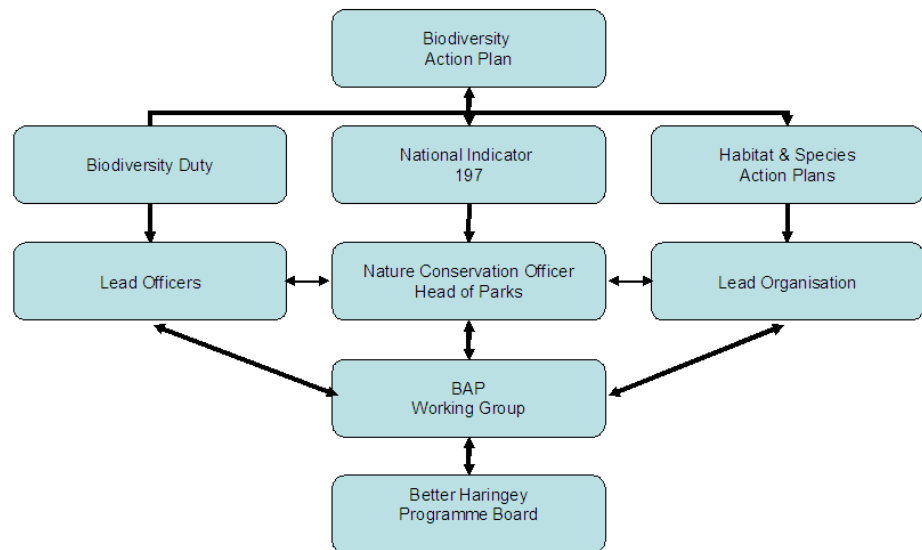 Biodiversity
Action Plan
Biodiversity Duty
National Indicator
197
Habitat & Species
Action Plans
Lead Officers
Nature Conservation Officer
Head of Parks
Lead Organisation
BAP
Working Group
Better Haringey
Programme Board